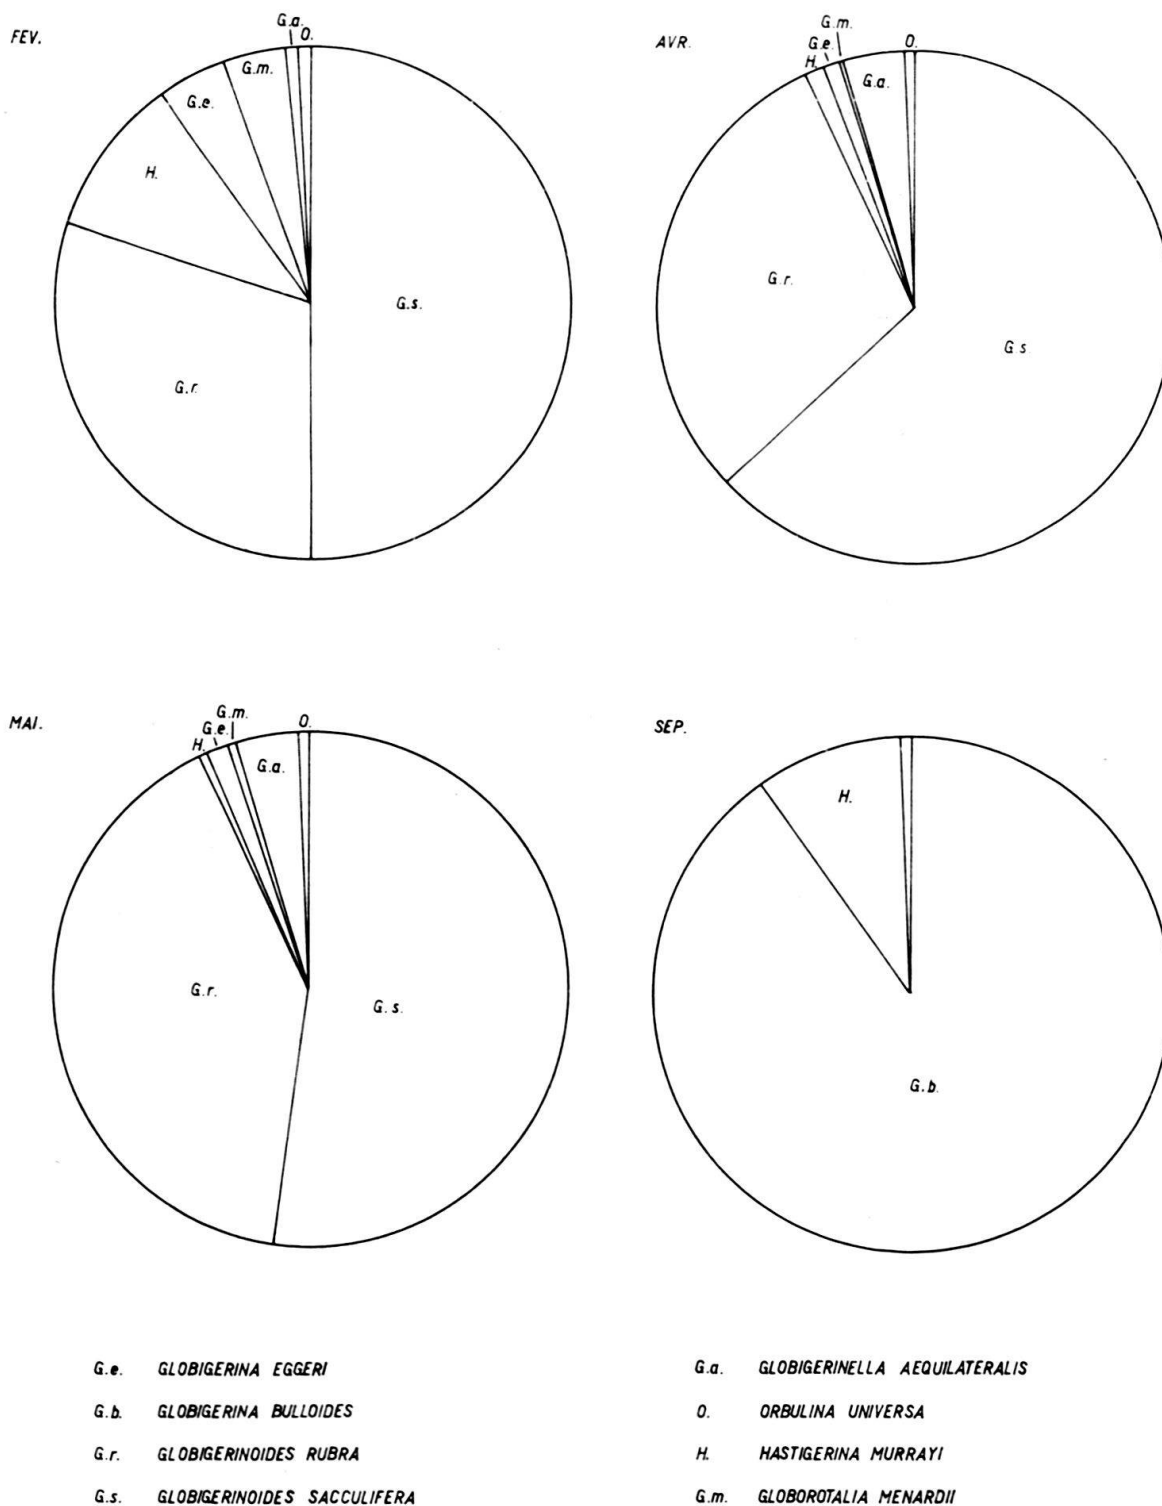 FEV.
G.a.
O.
G.m.
G.e.
H.
G.s.
G.r.
AVR.
G.m.
G.e.
O.
H.
G.a.
G.r.
G.s.
MAI.
G.m.
G.e.
O.
H.
G.a.
G.r.
G.s.
SEP.
H.
G.b.
G.e. GLOBIGERINA EGGERI
G.b. GLOBIGERINA BULLOIDES
G.r. GLOBIGERINOIDES RUBRA
G.s. GLOBIGERINOIDES SACCULIFERA
G.a. GLOBIGERINELLA AEQUILATERALIS
O. ORBULINA UNIVERSA
H. HASTIGERINA MURRAYI
G.m. GLOBOROTALIA MENARDII